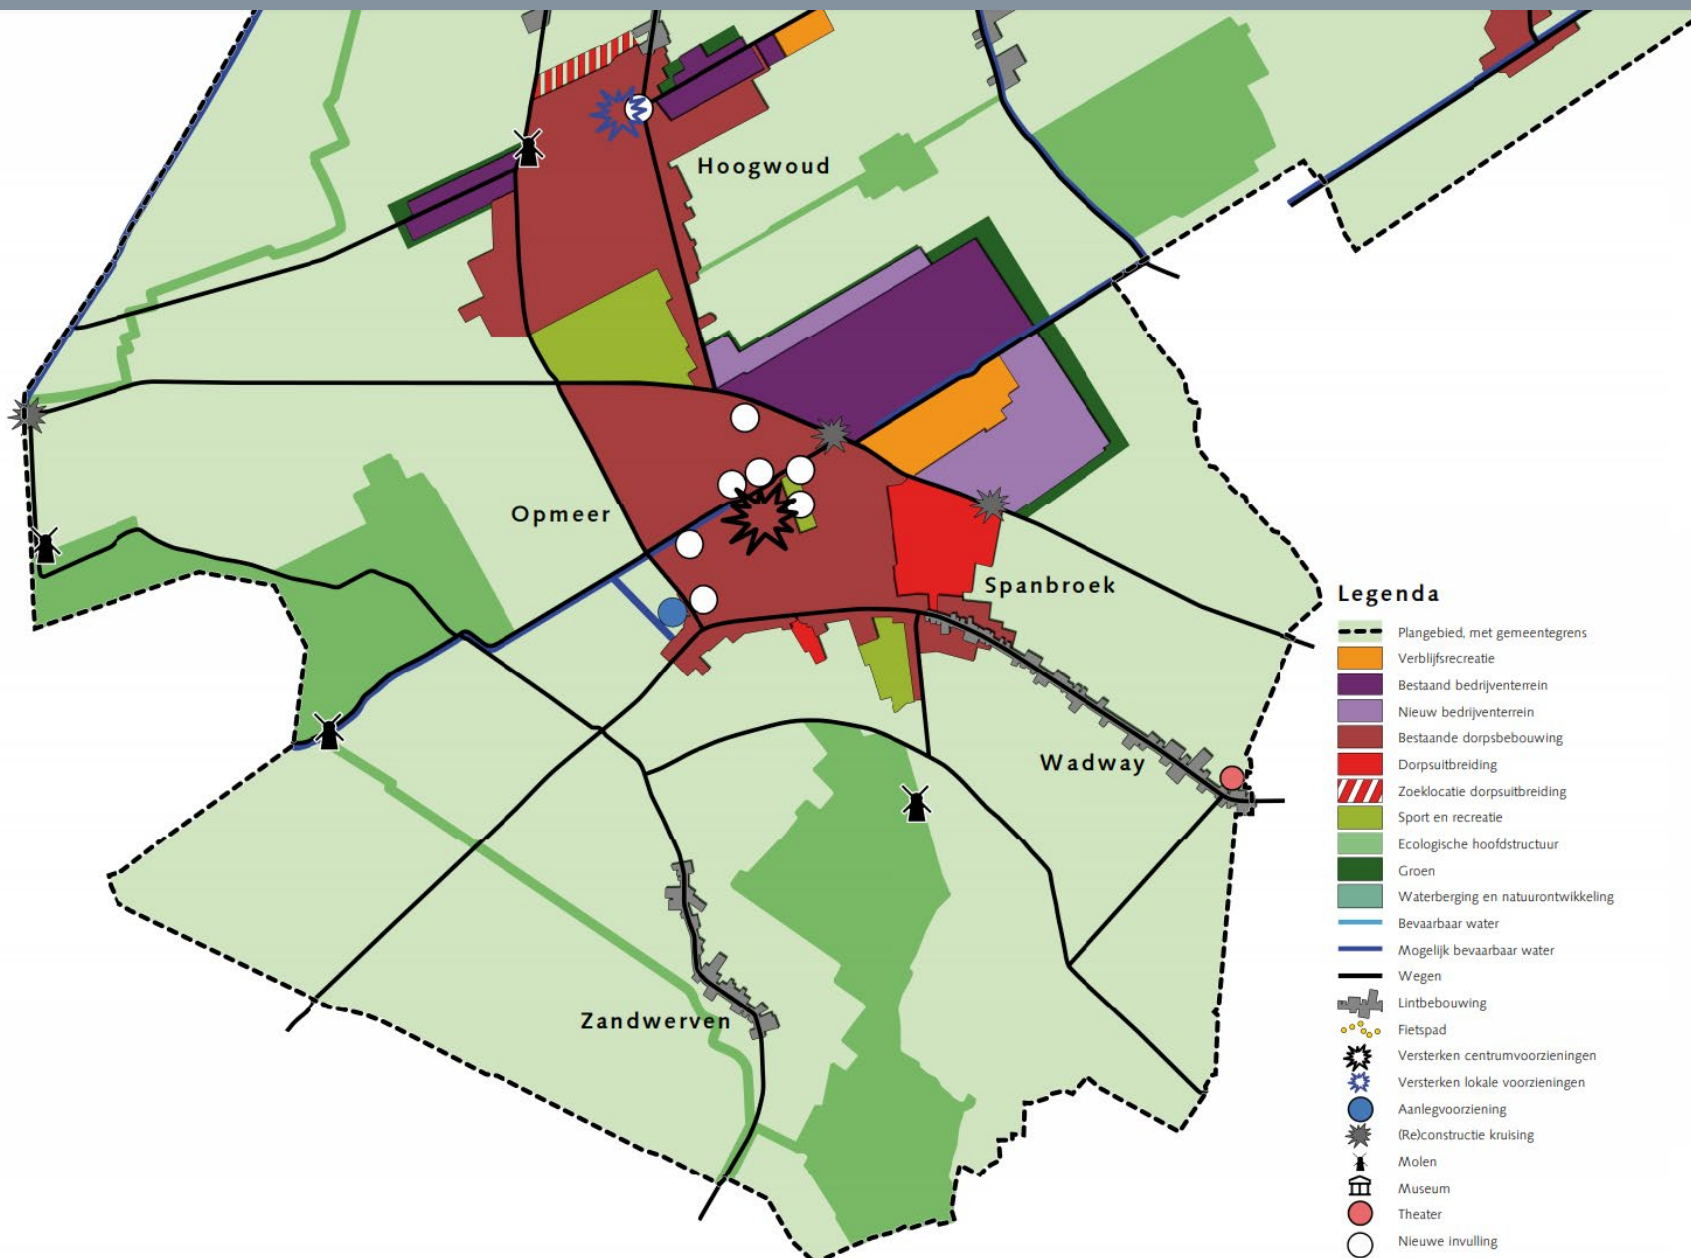 Hoogwoud
Opmeer
Spanbroek
Wadway
Zandwerven
Legenda
Plangebied, met gemeentegrens
Verblijfsrecreatie
Bestaand bedrijventerrein
Nieuw bedrijventerrein
Bestaande dorpsbebouwing
Dorpsuitbreiding
Zoeklocatie dorpsuitbreiding
Sport en recreatie
Ecologische hoofdstructuur
Groen
Waterberging en natuurontwikkeling
Bevaarbaar water
Mogelijk bevaarbaar water
Wegen
Lintbebouwing
Fietspad
Versterken centrumvoorzieningen
Versterken lokale voorzieningen
Aanlegvoorziening
(Re)constructie kruising
Molen
Museum
Theater
Nieuwe invulling